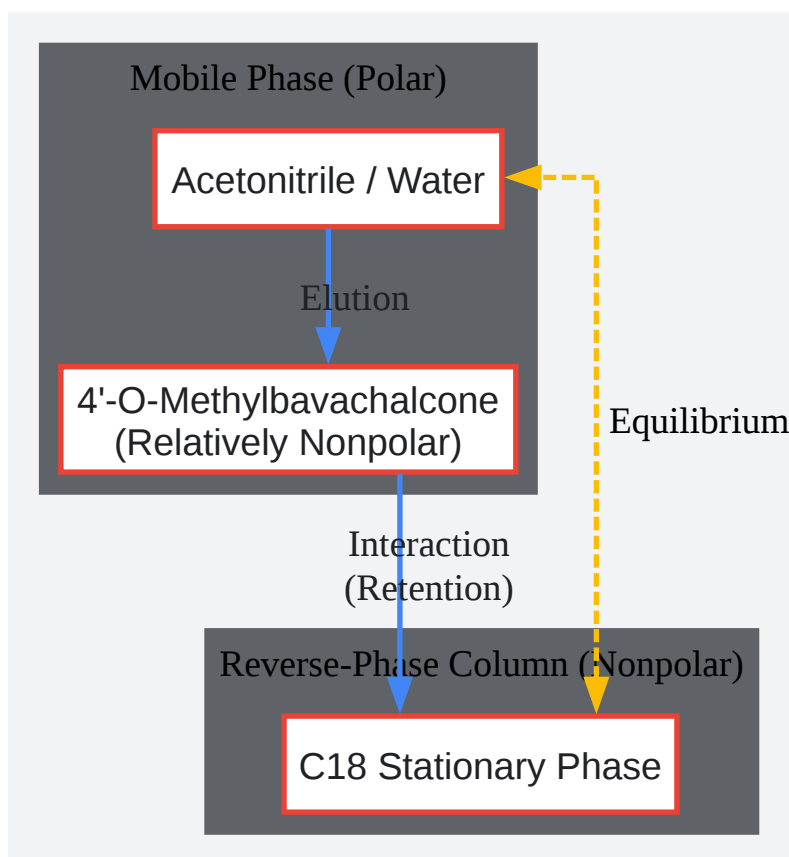 Mobile Phase (Polar)
Acetonitrile / Water
Elution
4'-O-Methylbavachalcone
(Relatively Nonpolar)
Equilibrium
Interaction
(Retention)
Reverse-Phase Column (Nonpolar)
C18 Stationary Phase